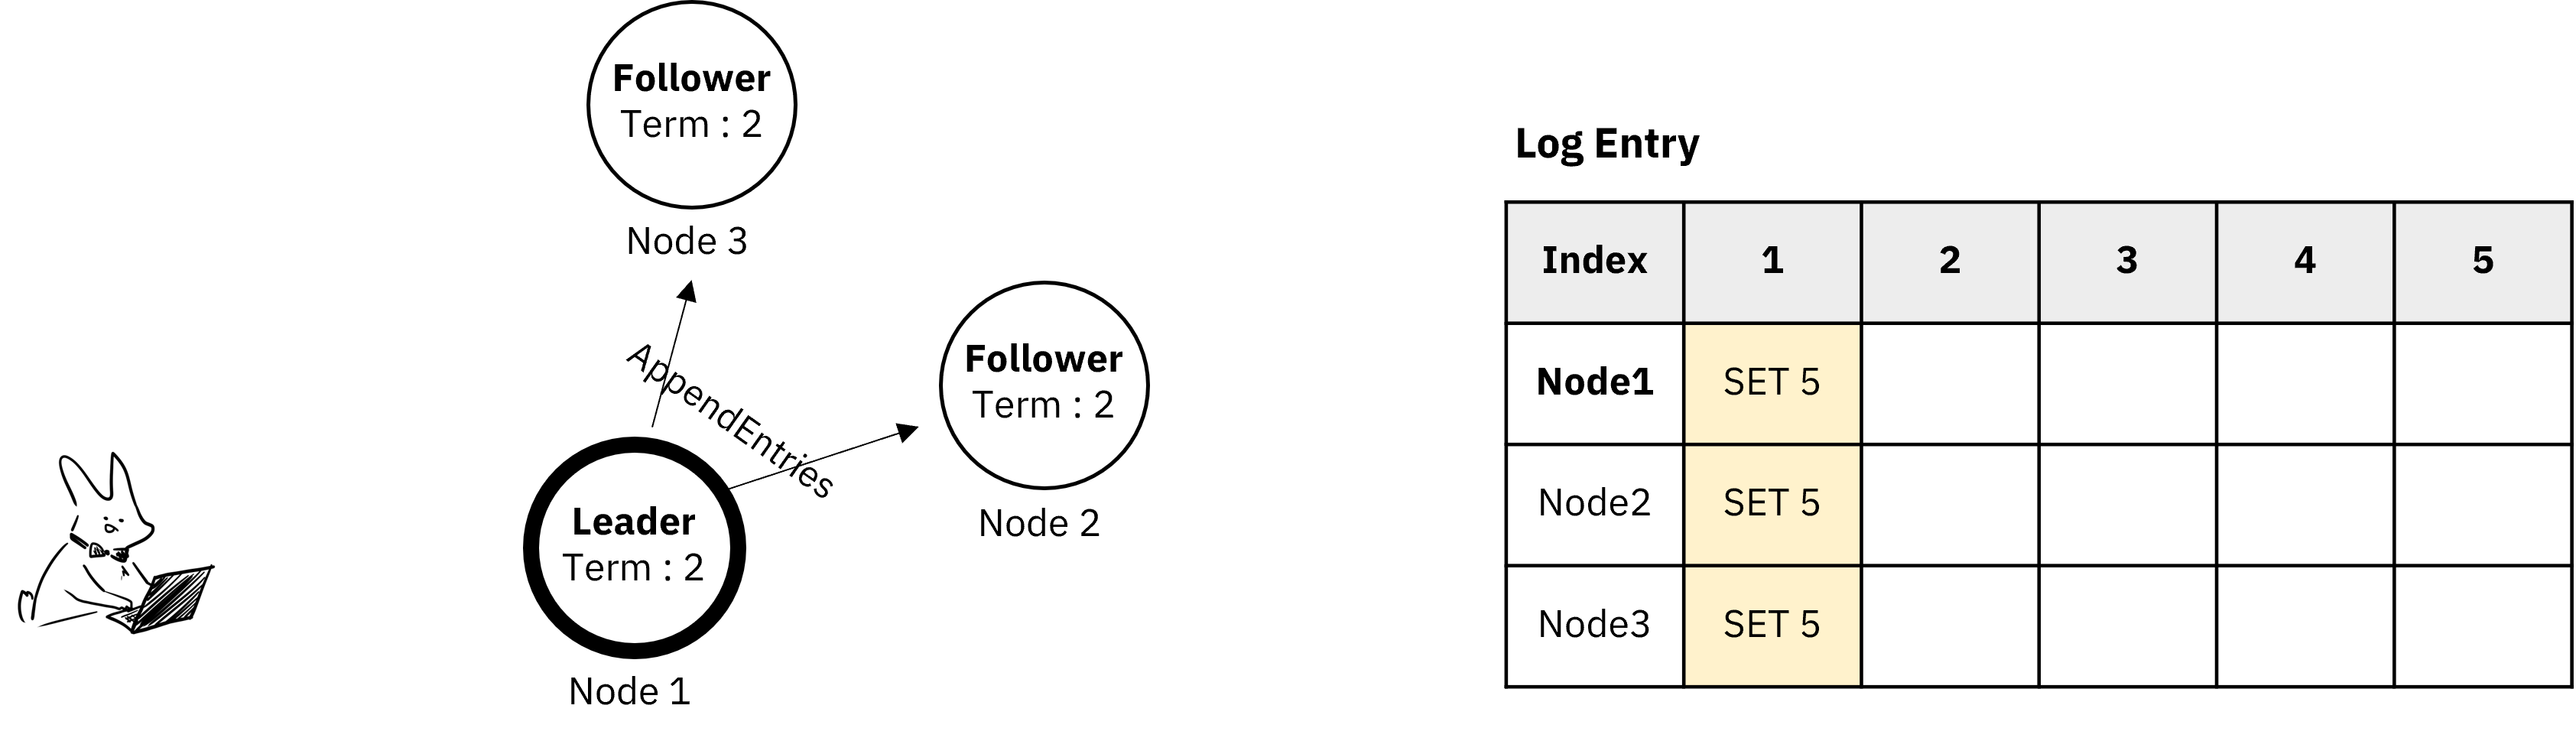 Follower
Term : 2
Node 3
AppendEntries
Follower
Term : 2
Node 2
Leader
Term : 2
Node 1
Log Entry
Index 1 2 3 4 5
Node1 SET 5
Node2 SET 5
Node3 SET 5